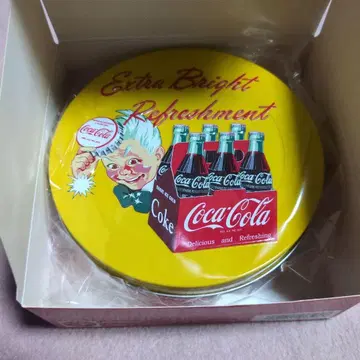 Extra Bright
Refreshment
Coca-Cola
Coca-Cola Coca-Cola
Coke
Coca-Cola
Delicious and Refreshing